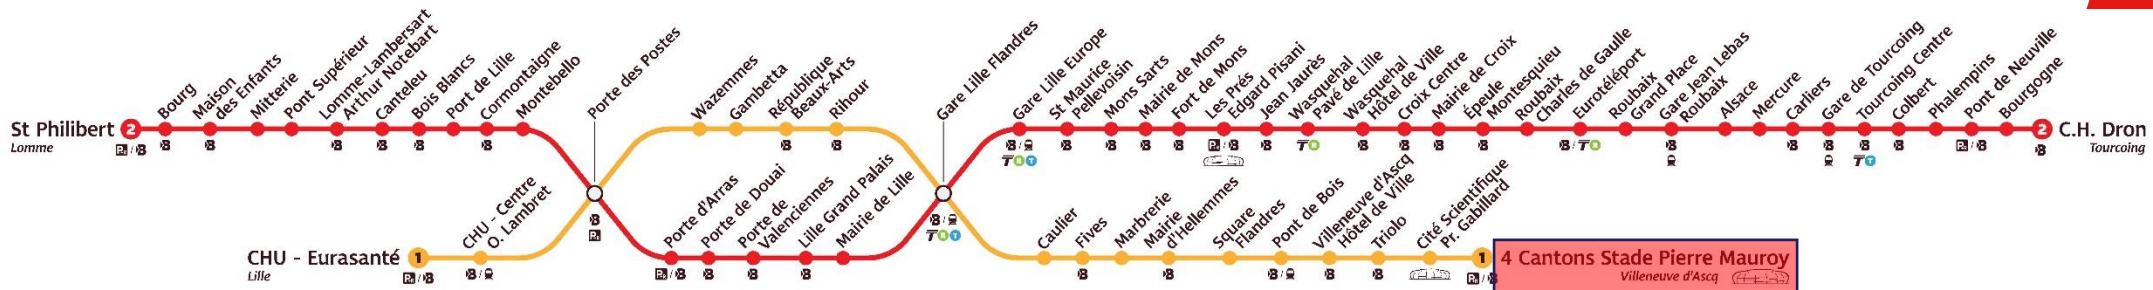 St Philibert
Lomme
2
Bourg
Maison
des Enfants
Mitterie
Pont Supérieur
Lomme-Lambersart
Arthur Notebart
Canteleu
Bois Blancs
Port de Lille
Cormontaigne
Montebello
Porte des Postes
Wazemmes
Gambetta
République
Beaux-Arts
Rihour
Gare Lille Flandres
Gare Lille Europe
St Maurice
Pellevoisin
Mons Sarts
Mairie de Mons
Fort de Mons
Les Prés
Edgard Pisani
Jean Jaurès
Wasquehal
Pavé de Lille
Wasquehal
Hôtel de Ville
Croix Centre
Mairie de Croix
Épeule
Montesquieu
Roubaix
Charles de Gaulle
Eurotéléport
Roubaix
Grand Place
Gare Jean Lebas
Roubaix
Alsace
Mercure
Carliers
Gare de Tourcoing
Tourcoing Centre
Colbert
Phalempins
Pont de Neuville
Bourgogne
2
C.H. Dron
Tourcoing
CHU - Eurasanté
Lille
1
CHU - Centre
O. Lambret
Porte d'Arras
Porte de Douai
Porte de
Valenciennes
Lille Grand Palais
Mairie de Lille
Caulier
Fives
Marbrerie
Mairie
d'Hellemmes
Square
Flandres
Pont de Bois
Villeneuve d'Ascq
Hôtel de Ville
Triolo
Cité Scientifique
Pr. Gabillard
1
4 Cantons Stade Pierre Mauroy
Villeneuve d'Ascq